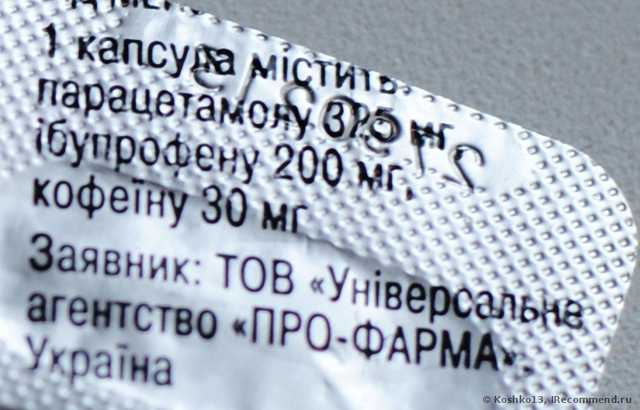 1 капсула містить:
парацетамолу 325 мг,
ібупрофену 200 мг,
кофеїну 30 мг
Заявник: ТОВ «Універсальне
агентство «ПРО-ФАРМА»,
Україна
© Koshko13, IRecommend.ru